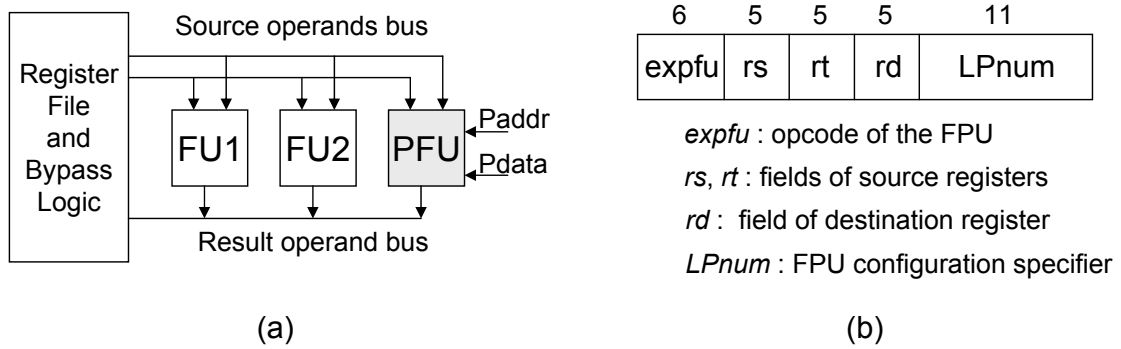 Source operands bus
Register
File
and
Bypass
Logic
FU1
FU2
PFU
Paddr
Pdata
Result operand bus
(a)
6 5 5 5 11
expfu rs rt rd LPnum
expfu : opcode of the FPU
rs, rt : fields of source registers
rd : field of destination register
LPnum : FPU configuration specifier
(b)